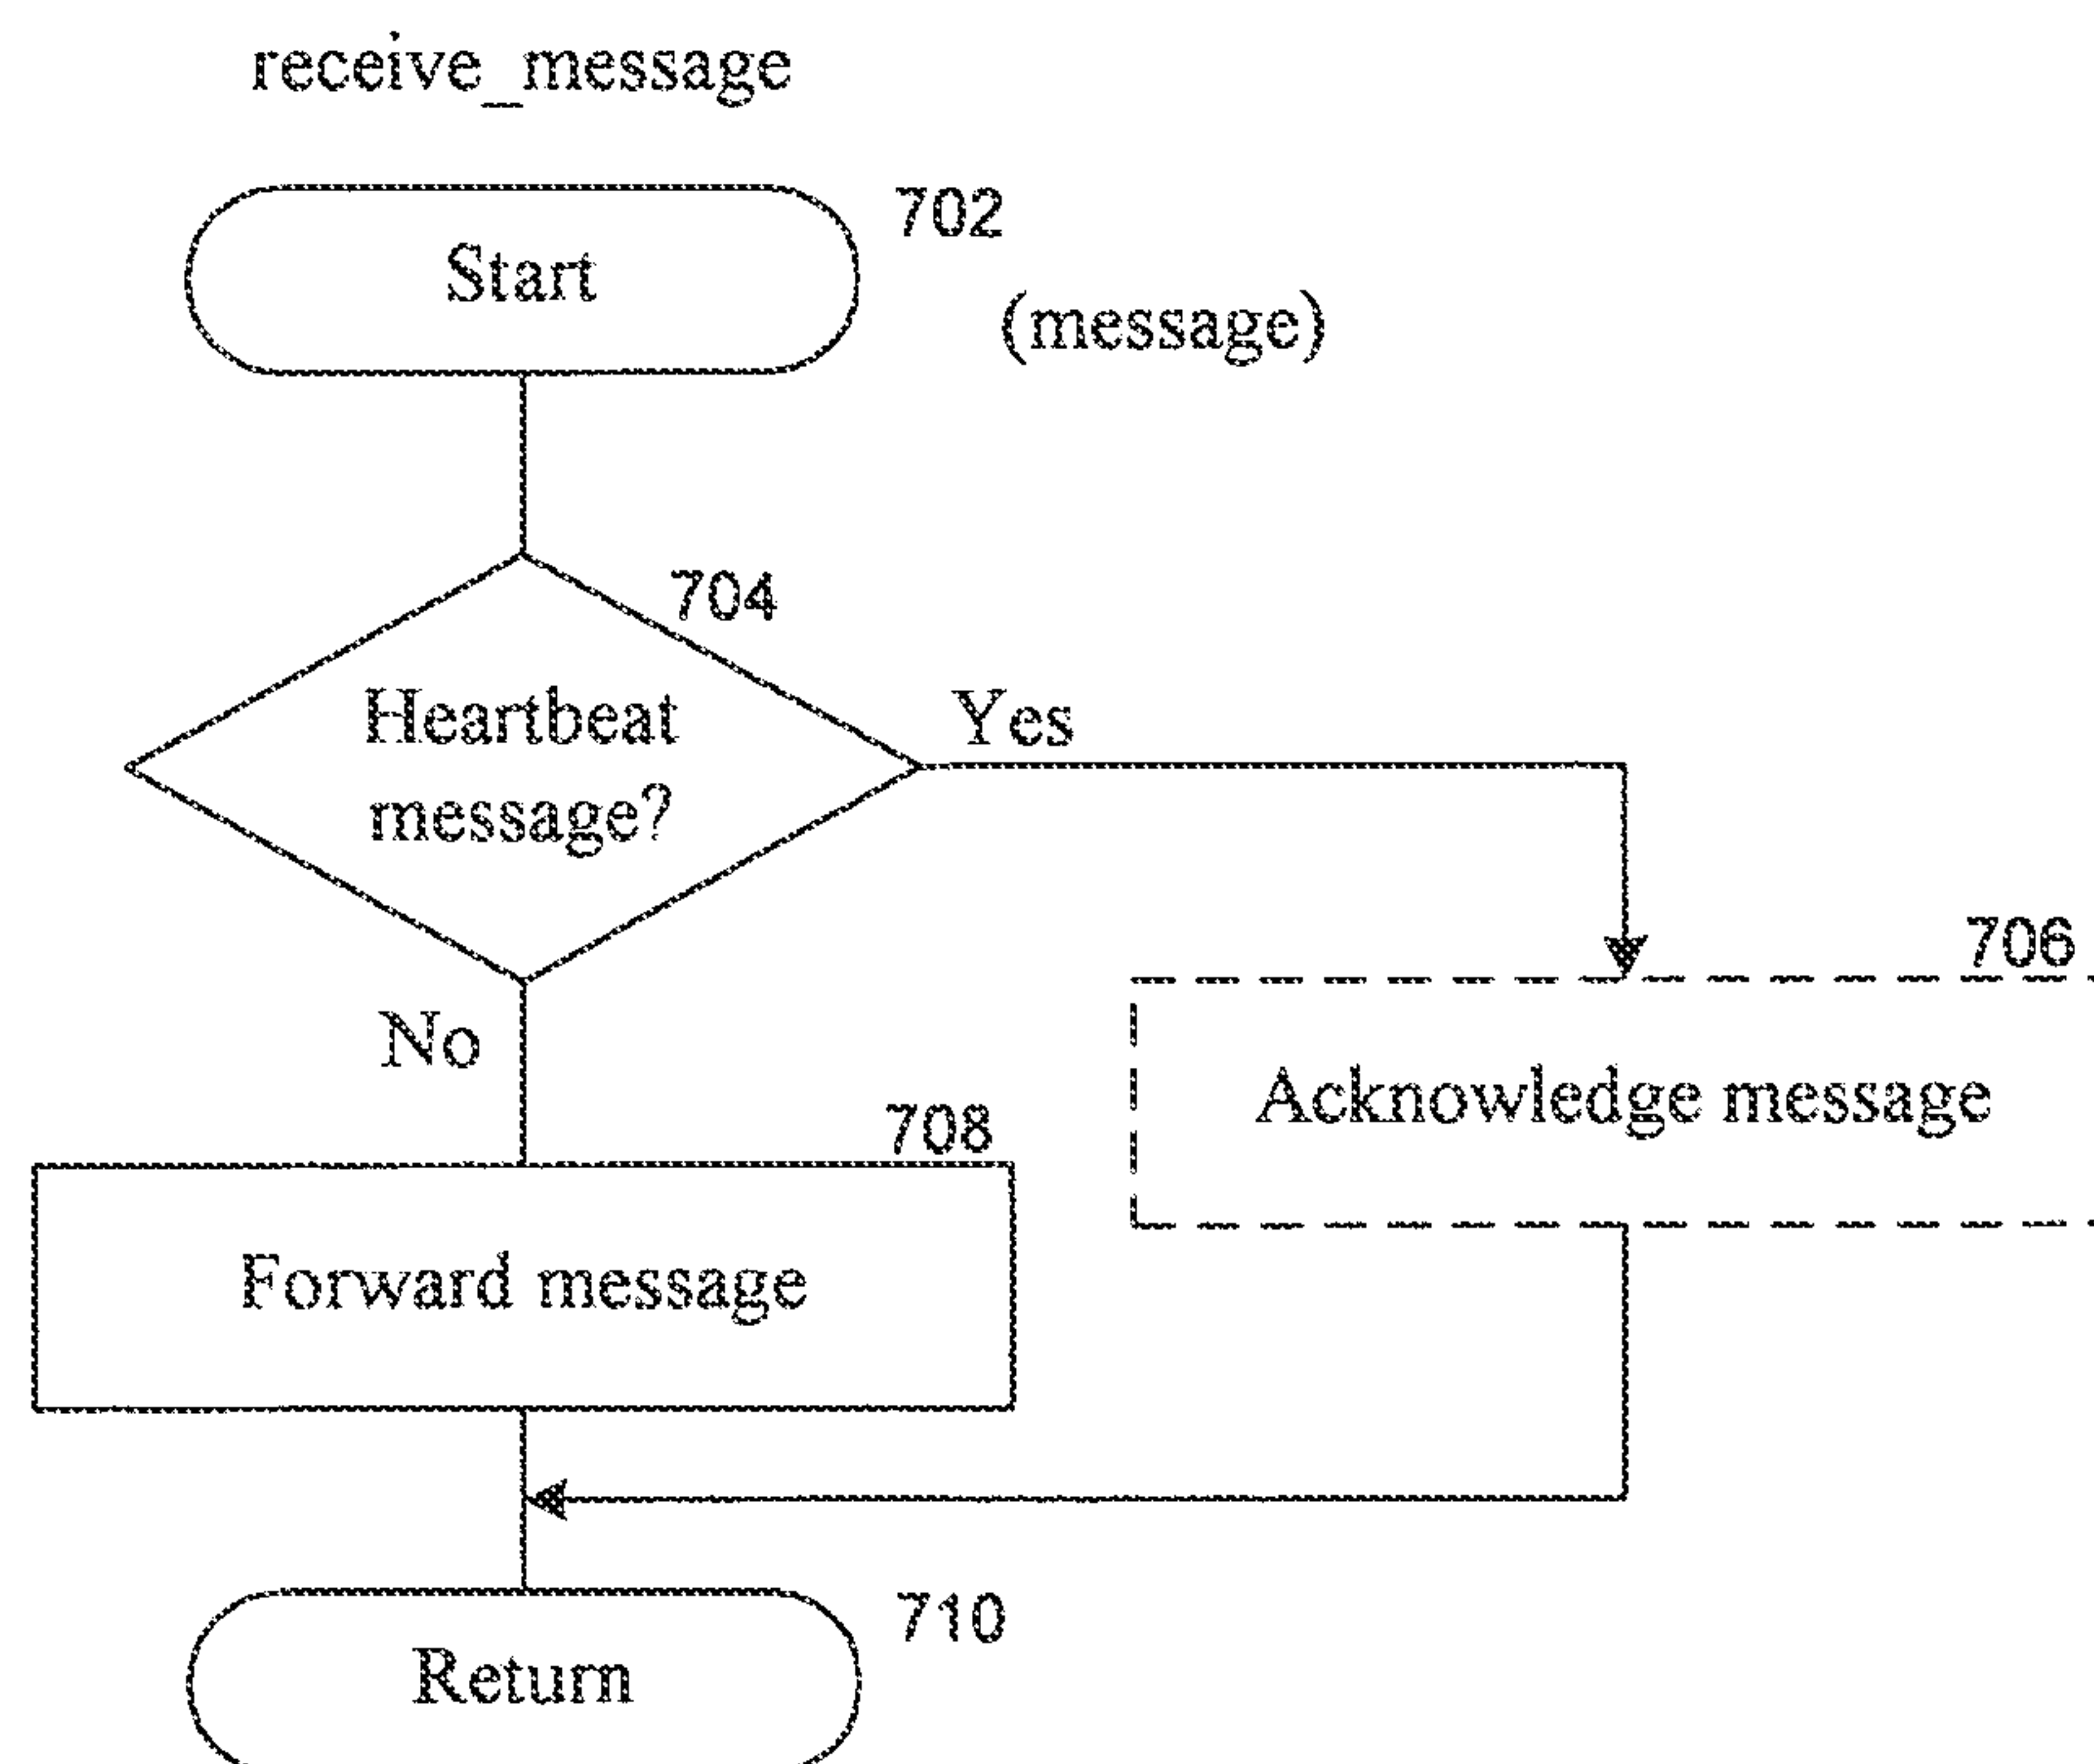 receive_message
702
Start
(message)
704
Heartbeat
message?
Yes
706
No
Acknowledge message
708
Forward message
710
Return